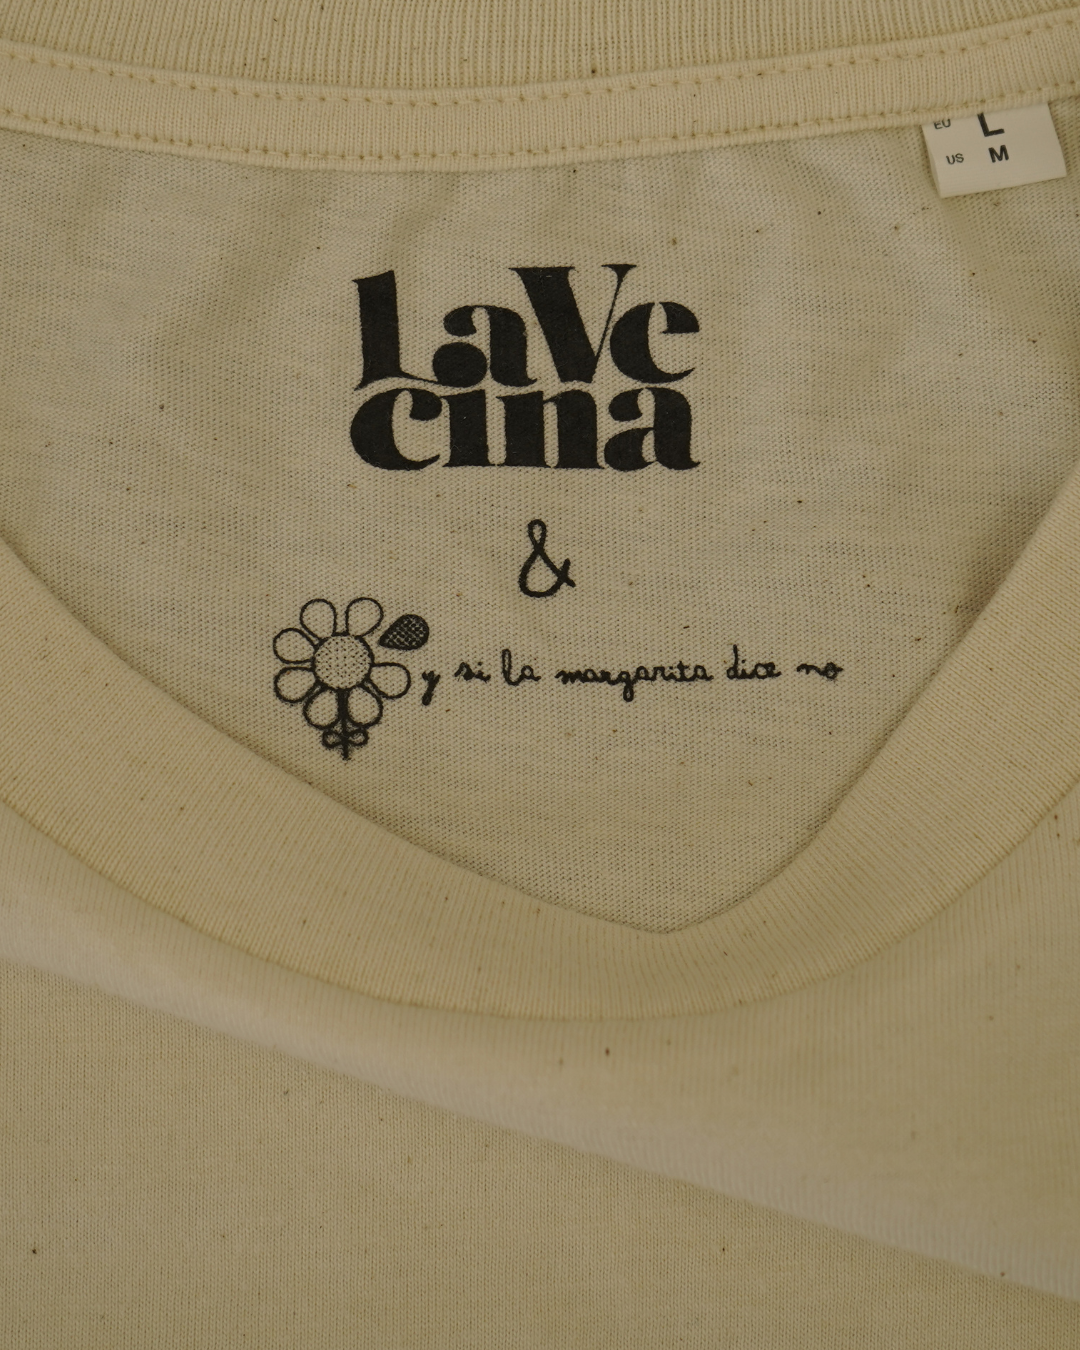 EU L
US M
LaVe
cina
&
y si la margarita dice no